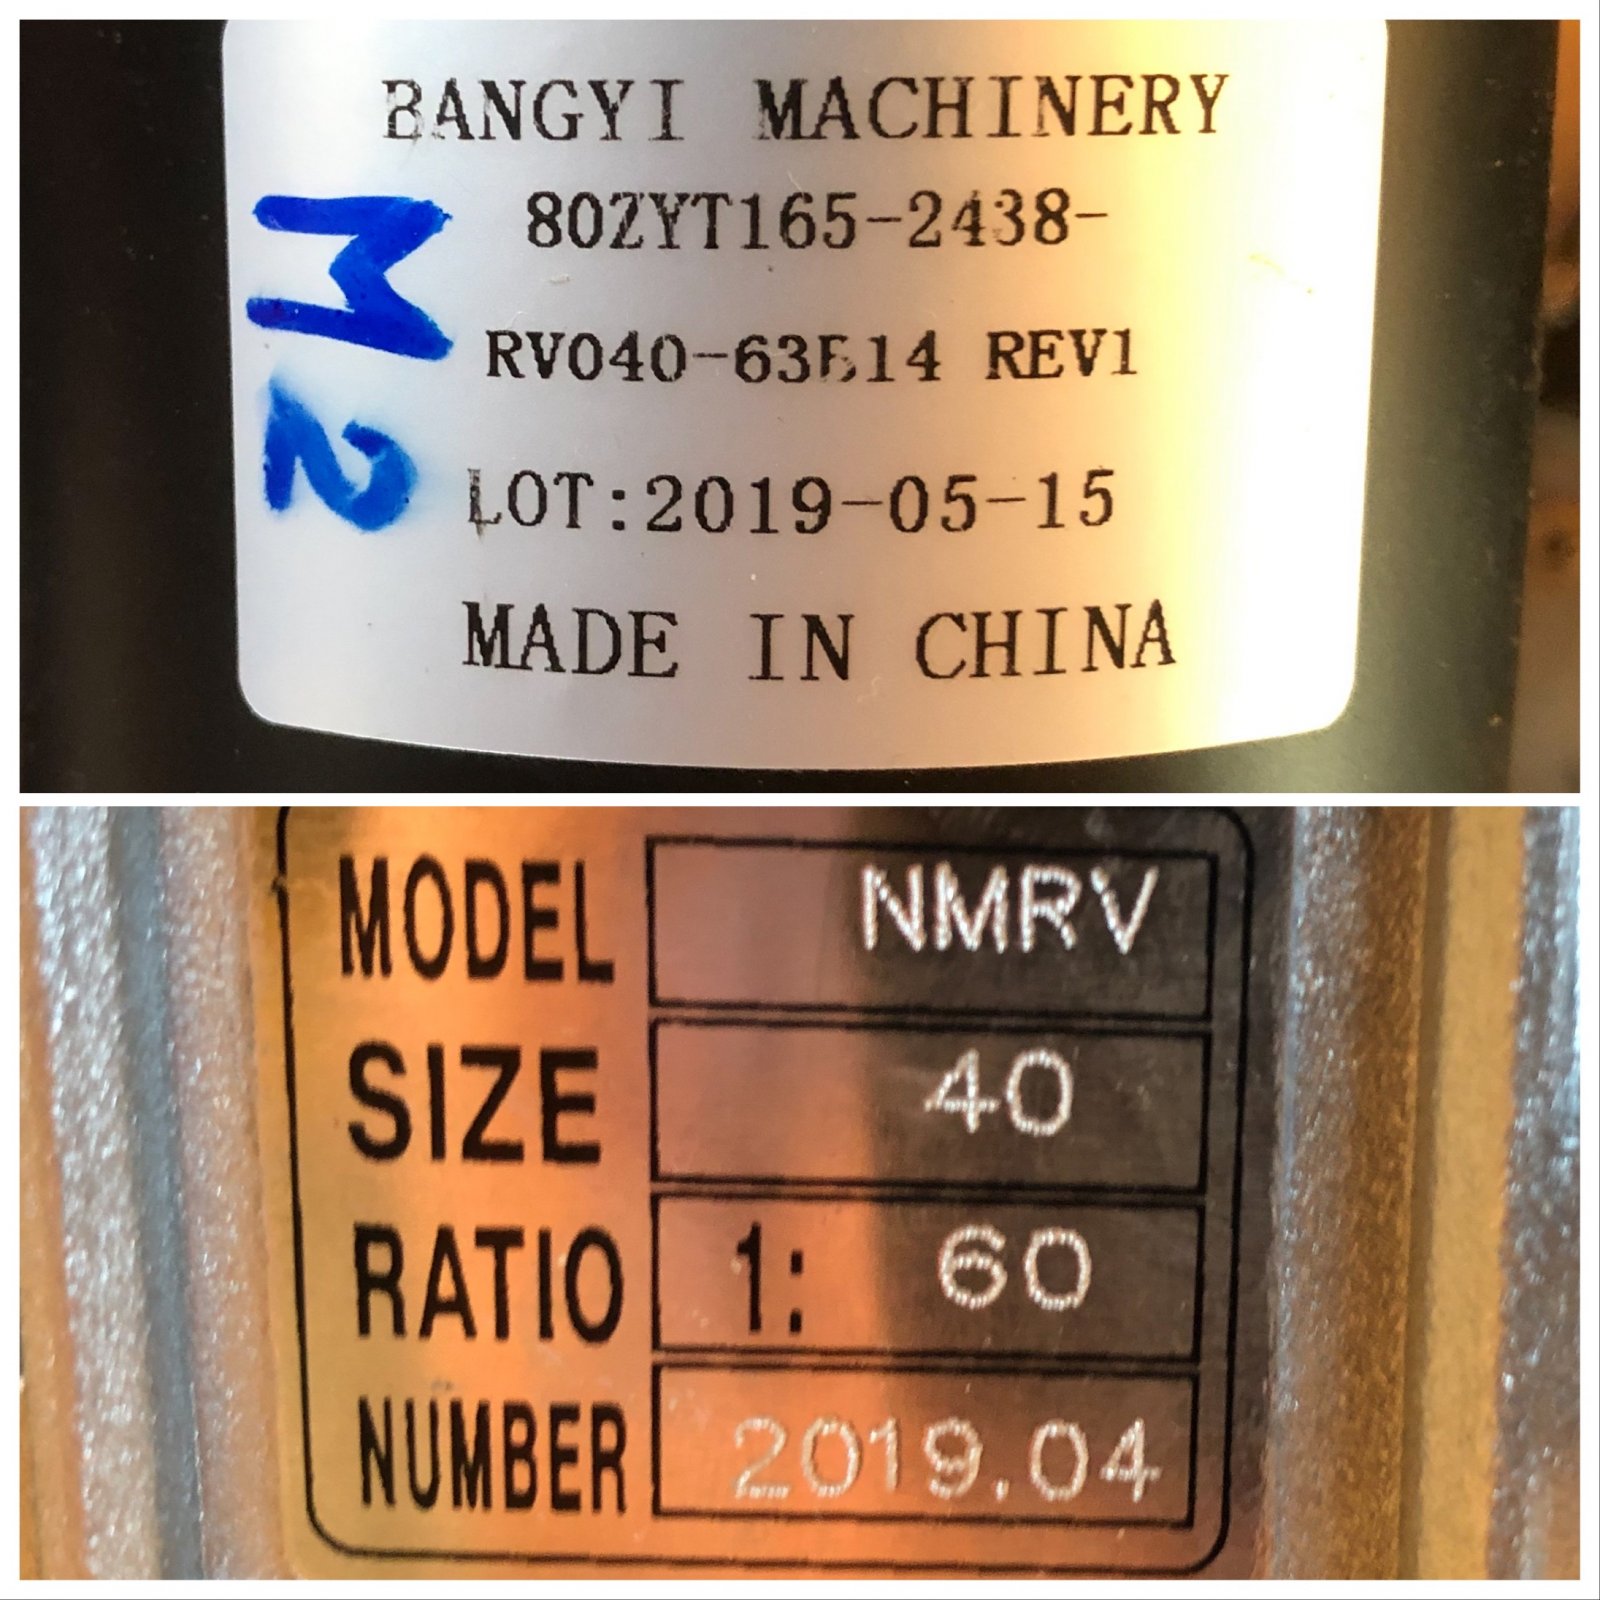 BANGYI MACHINERY
80ZYT165-2438-
RV040-63B14 REV1
LOT:2019-05-15
MADE IN CHINA
M2
MODEL NMRV
SIZE 40
RATIO 1: 60
NUMBER 2019.04